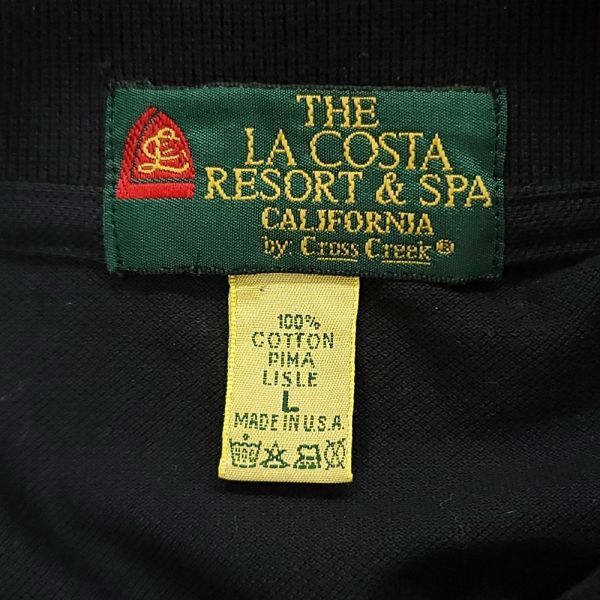 THE
LA COSTA
RESORT & SPA
CALIFORNIA
by: Cross Creek®
100%
COTTON
PIMA
LISLE
L
MADE IN U.S.A.